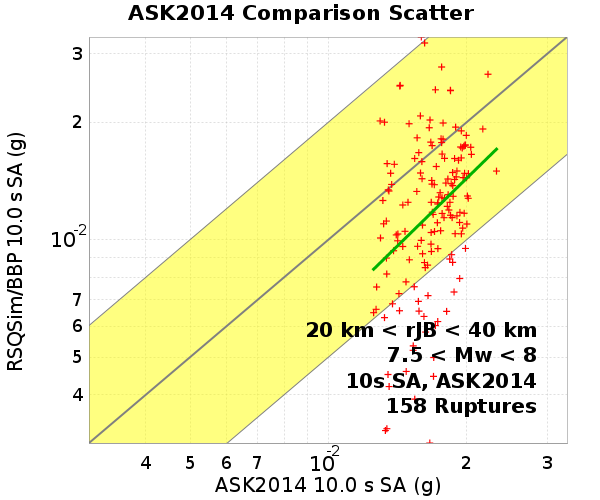 ASK2014 Comparison Scatter
RSQSim/BBP 10.0 s SA (g)
3
2
10-2
7
6
5
4
20 km < rJB < 40 km
7.5 < Mw < 8
10s SA, ASK2014
158 Ruptures
4 5 6 7 10-2 2 3
ASK2014 10.0 s SA (g)